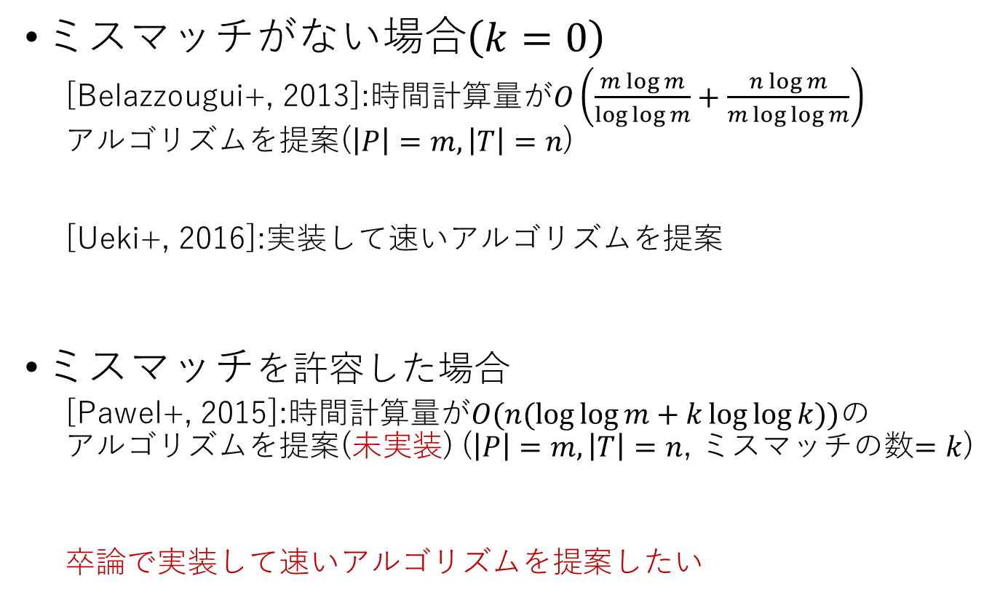 • ミスマッチがない場合(k = 0)
[Belazzougui+, 2013]:時間計算量がO(\frac{m log m}{log log m} + \frac{n log m}{m log log m})
アルゴリズムを提案(|P| = m, |T| = n)
[Ueki+, 2016]:実装して速いアルゴリズムを提案
• ミスマッチを許容した場合
[Pawel+, 2015]:時間計算量がO(n(log log m + k log log k))の
アルゴリズムを提案(未実装) (|P| = m, |T| = n, ミスマッチの数= k)
卒論で実装して速いアルゴリズムを提案したい